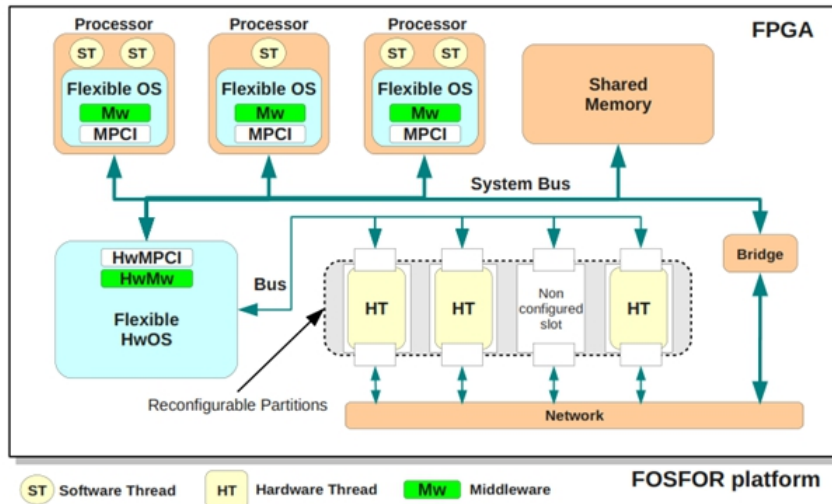 Processor
Processor
Processor
FPGA
ST
ST
ST
ST
ST
Flexible OS
Flexible OS
Flexible OS
Mw
Mw
Mw
MPCI
MPCI
MPCI
Shared
Memory
System Bus
HwMPCI
HwMw
Flexible
HwOS
Bus
HT
HT
Non
configured
slot
HT
Bridge
Reconfigurable Partitions
Network
FOSFOR platform
ST Software Thread
HT Hardware Thread
Mw Middleware